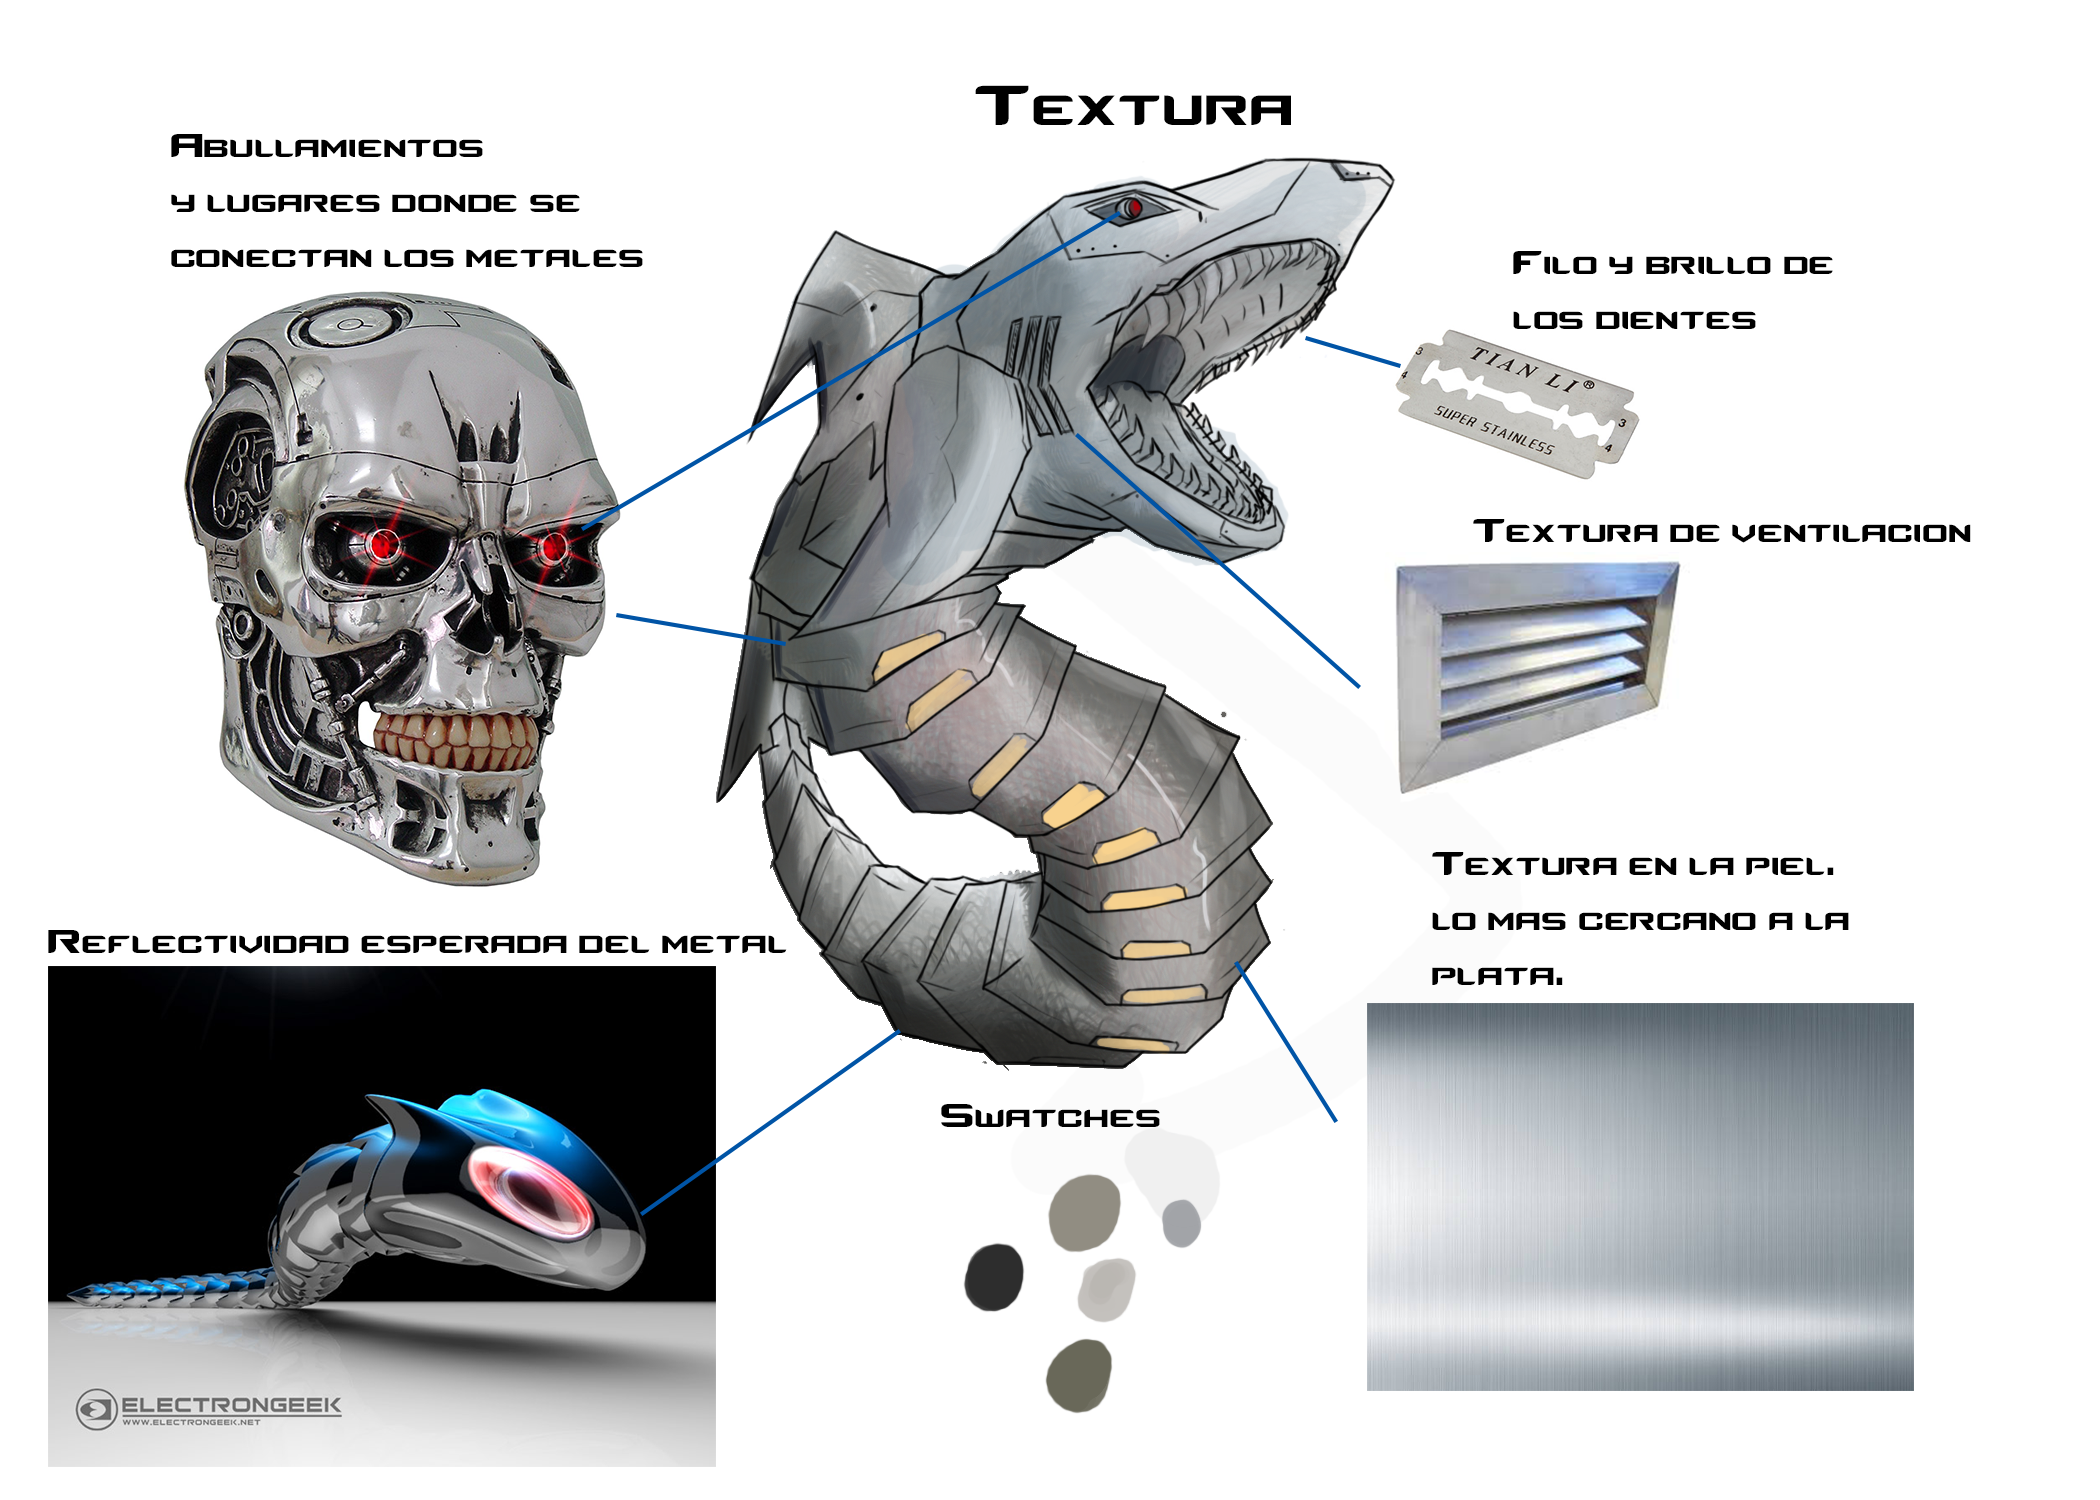 TEXTURA
ABULLAMIENTOS
Y LUGARES DONDE SE
CONECTAN LOS METALES
FILO Y BRILLO DE
LOS DIENTES
3
4
TIAN LI®
SUPER STAINLESS
3
4
TEXTURA DE VENTILACION
TEXTURA EN LA PIEL.
LO MAS CERCANO A LA
PLATA.
REFLECTIVIDAD ESPERADA DEL METAL
ELECTRONGEEK
WWW.ELECTRONGEEK.NET
SWATCHES